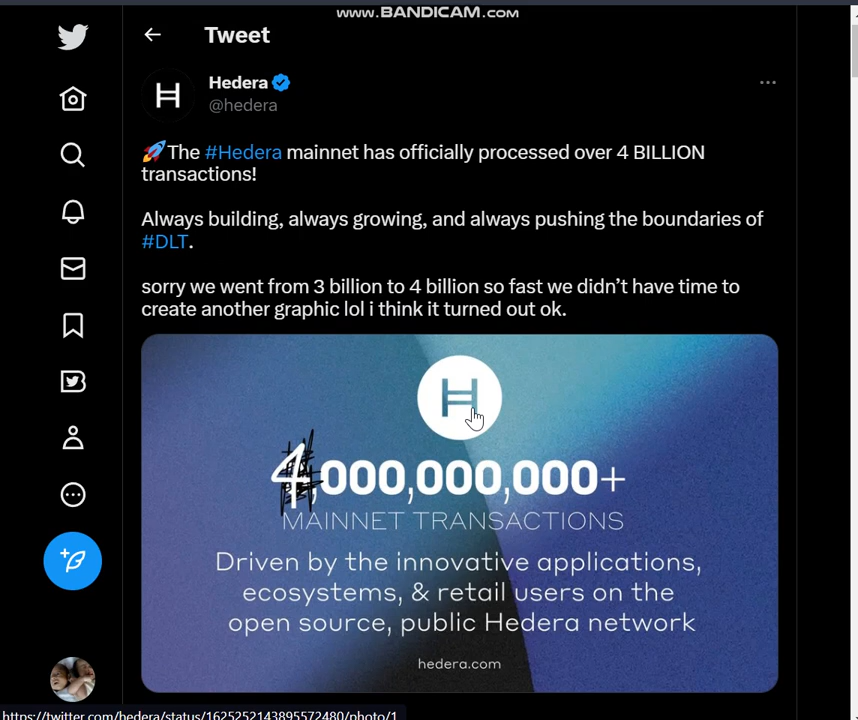 www.BANDICAM.com
Tweet
Hedera
@hedera
🚀The #Hedera mainnet has officially processed over 4 BILLION
transactions!
Always building, always growing, and always pushing the boundaries of
#DLT.
sorry we went from 3 billion to 4 billion so fast we didn’t have time to
create another graphic lol i think it turned out ok.
H
4,000,000,000+
MAINNET TRANSACTIONS
Driven by the innovative applications,
ecosystems, & retail users on the
open source, public Hedera network
hedera.com
https://twitter.com/hedera/status/1625252143895572480/photo/1